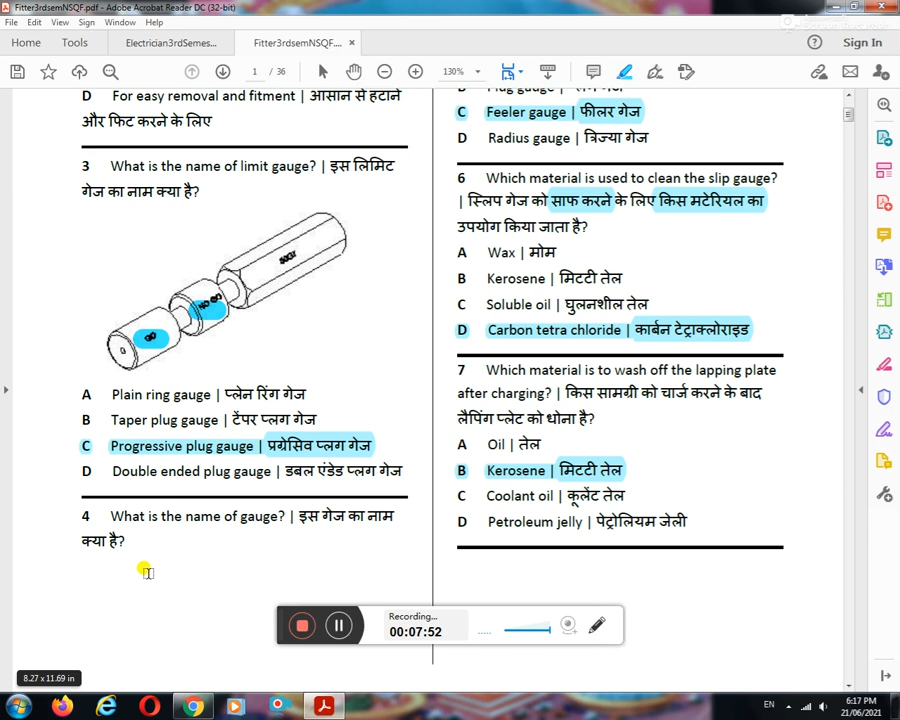 Fitter3rdsemNSQF.pdf - Adobe Acrobat Reader DC (32-bit)
File Edit View Sign Window Help
Home Tools Electrician3rdSemes... Fitter3rdsemNSQF.... × Sign In
1 / 36 130%
D For easy removal and fitment | आसान से हटाने
और फिट करने के लिए
3 What is the name of limit gauge? | इस लिमिट
गेज का नाम क्या है?
GO
NO GO
A Plain ring gauge | प्लेन रिंग गेज
B Taper plug gauge | टेंपर प्लग गेज
C Progressive plug gauge | प्रग्रेसिव प्लग गेज
D Double ended plug gauge | डबल एंडेड प्लग गेज
4 What is the name of gauge? | इस गेज का नाम
क्या है?
C Feeler gauge | फीलर गेज
D Radius gauge | त्रिज्या गेज
6 Which material is used to clean the slip gauge?
| स्लिप गेज को साफ करने के लिए किस मटेरियल का
उपयोग किया जाता है?
A Wax | मोम
B Kerosene | मिटटी तेल
C Soluble oil | घुलनशील तेल
D Carbon tetra chloride | कार्बन टेट्राक्लोराइड
7 Which material is to wash off the lapping plate
after charging? | किस सामग्री को चार्ज करने के बाद
लैपिंग प्लेट को धोना है?
A Oil | तेल
B Kerosene | मिटटी तेल
C Coolant oil | कूलेंट तेल
D Petroleum jelly | पेट्रोलियम जेली
Recording...
00:07:52
8.27 x 11.69 in
EN 6:17 PM
21/06/2021